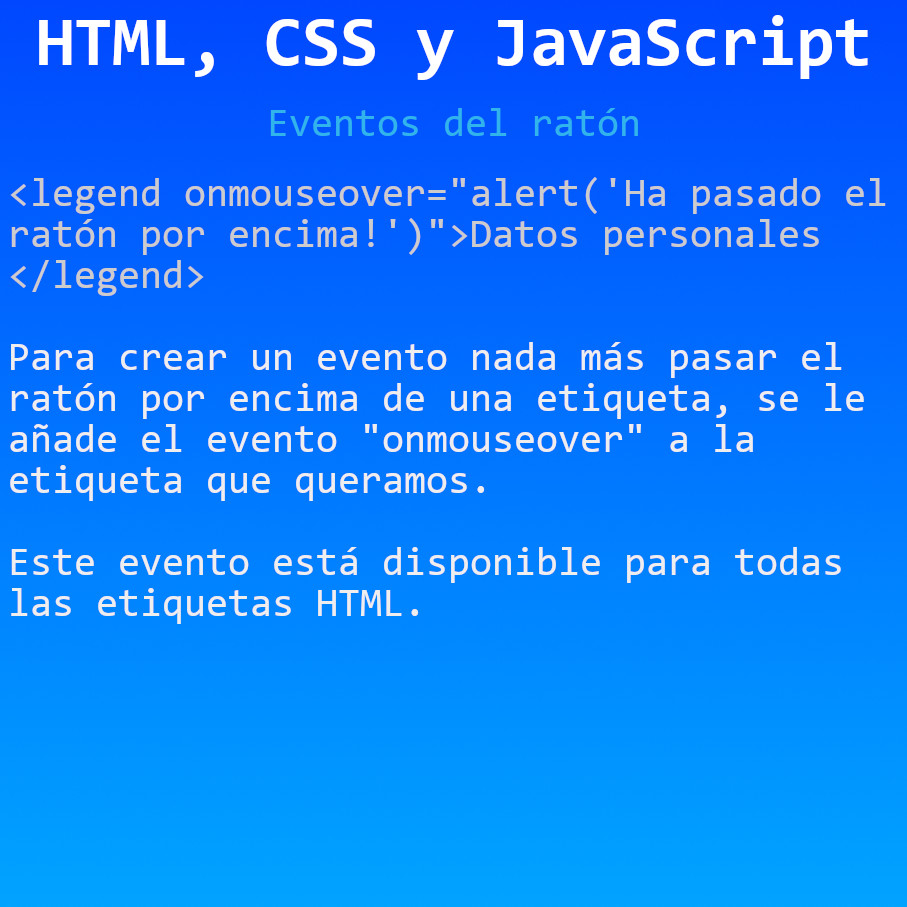 HTML, CSS y JavaScript
Eventos del ratón
<legend onmouseover="alert('Ha pasado el
ratón por encima!')">Datos personales
</legend>
Para crear un evento nada más pasar el
ratón por encima de una etiqueta, se le
añade el evento "onmouseover" a la
etiqueta que queramos.
Este evento está disponible para todas
las etiquetas HTML.